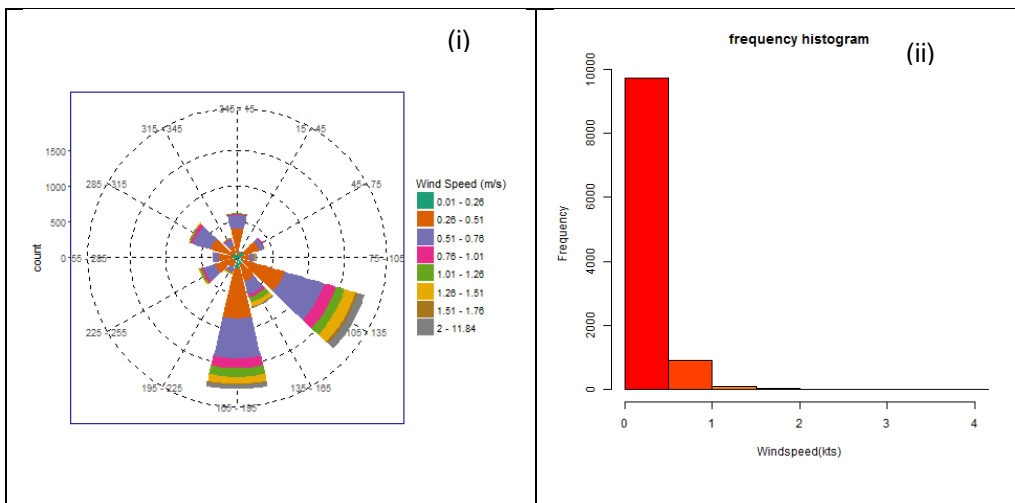 (i)
345 - 15
315 - 345
15 - 45
1500
285 - 315
45 - 75
1000
500
0
255 - 285
75 - 105
count
225 - 255
105 - 135
195 - 225
135 - 165
165 - 195
Wind Speed (m/s)
0.01 - 0.26
0.26 - 0.51
0.51 - 0.76
0.76 - 1.01
1.01 - 1.26
1.26 - 1.51
1.51 - 1.76
2 - 11.84
frequency histogram
(ii)
10000
8000
6000
4000
2000
0
Frequency
0 1 2 3 4
Windspeed(kts)